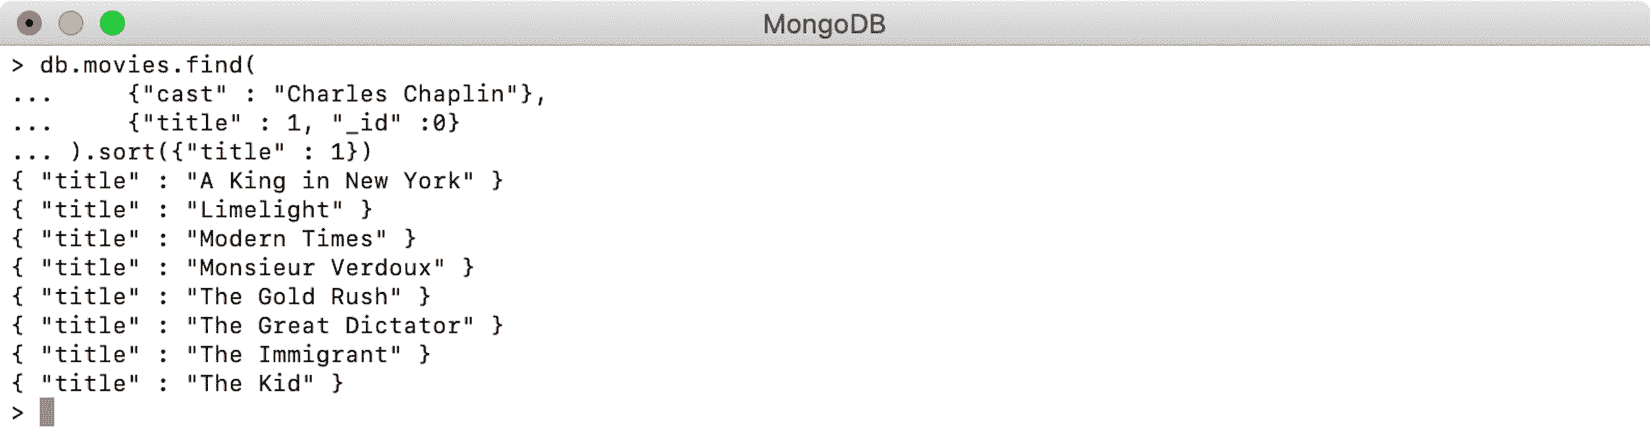 MongoDB
> db.movies.find(
...     {"cast" : "Charles Chaplin"},
...     {"title" : 1, "_id" :0}
... ).sort({"title" : 1})
{ "title" : "A King in New York" }
{ "title" : "Limelight" }
{ "title" : "Modern Times" }
{ "title" : "Monsieur Verdoux" }
{ "title" : "The Gold Rush" }
{ "title" : "The Great Dictator" }
{ "title" : "The Immigrant" }
{ "title" : "The Kid" }
>